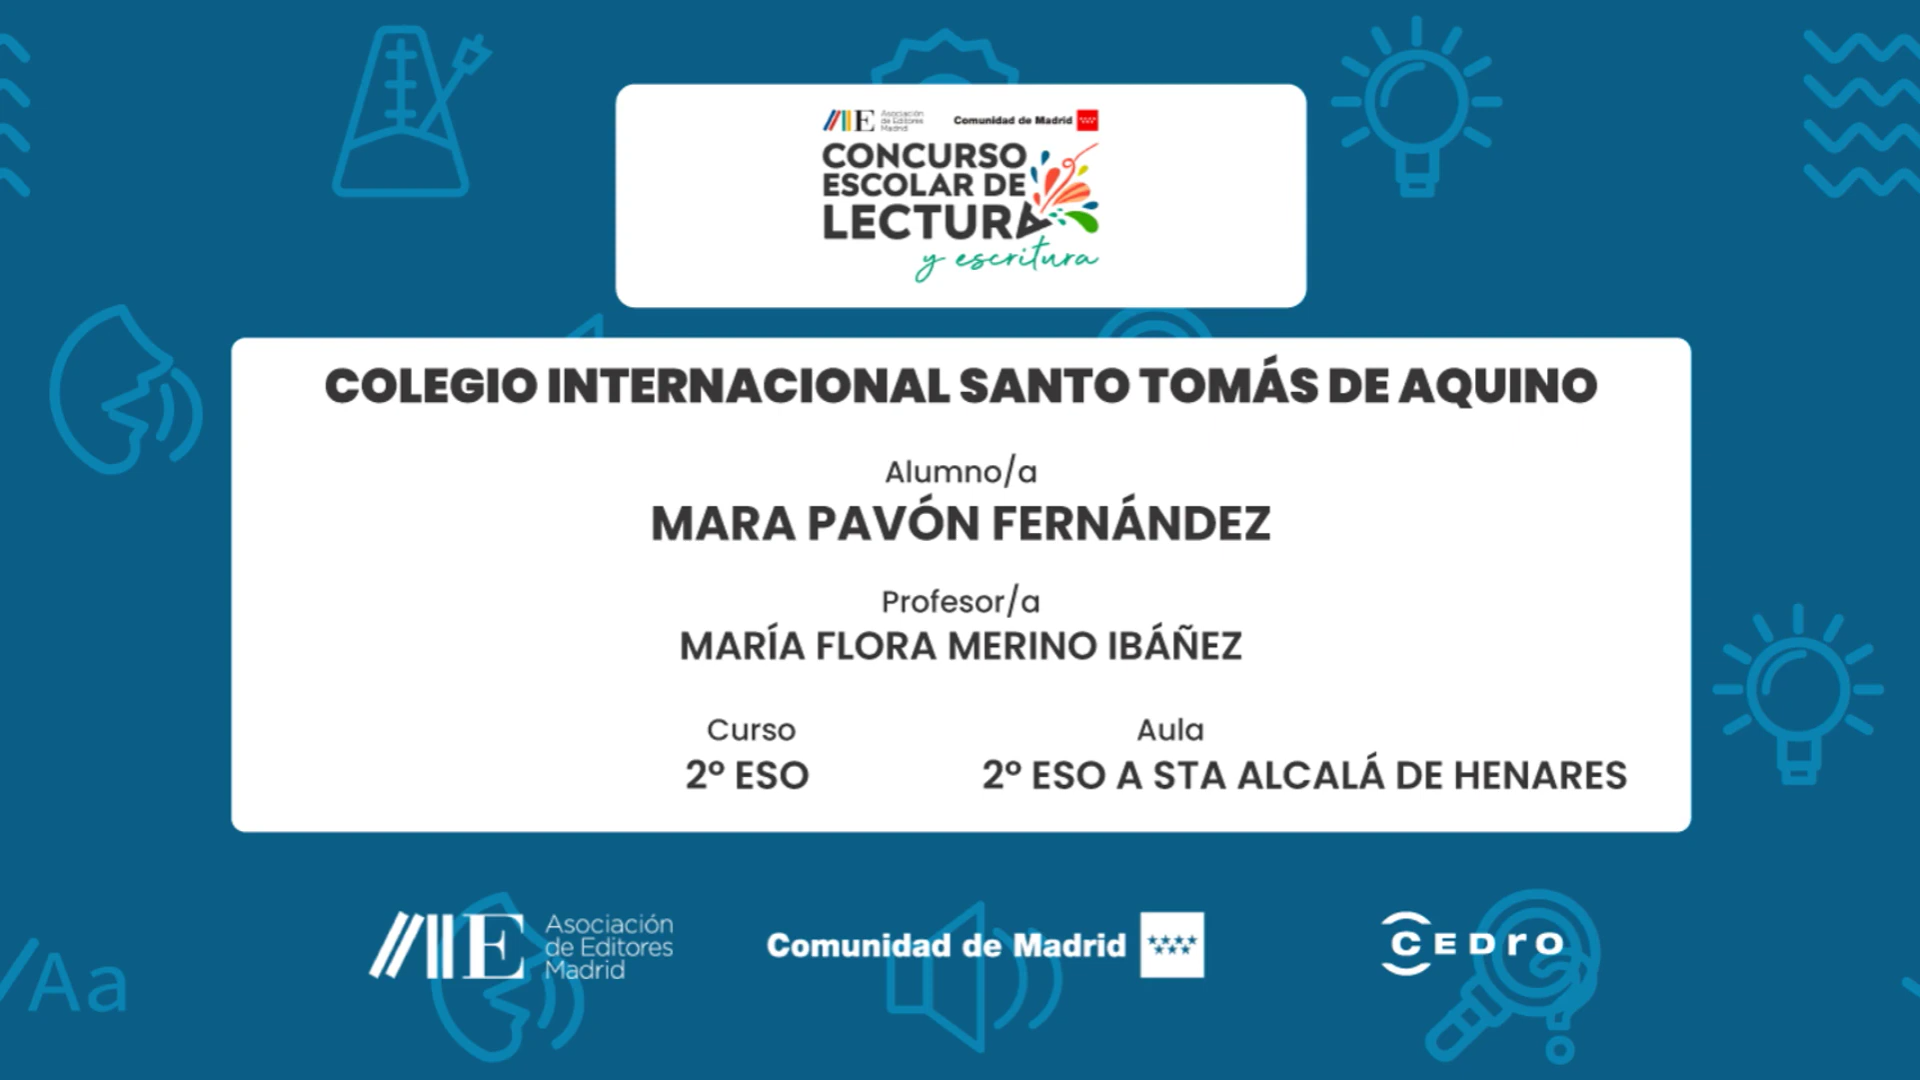 Asociación
de Editores
Madrid
Comunidad de Madrid
CONCURSO
ESCOLAR DE
LECTURA
y escritura
COLEGIO INTERNACIONAL SANTO TOMÁS DE AQUINO
Alumno/a
MARA PAVÓN FERNÁNDEZ
Profesor/a
MARÍA FLORA MERINO IBÁÑEZ
Curso
2º ESO
Aula
2º ESO A STA ALCALÁ DE HENARES
Asociación
de Editores
Madrid
Comunidad de Madrid
CEDro
Aa